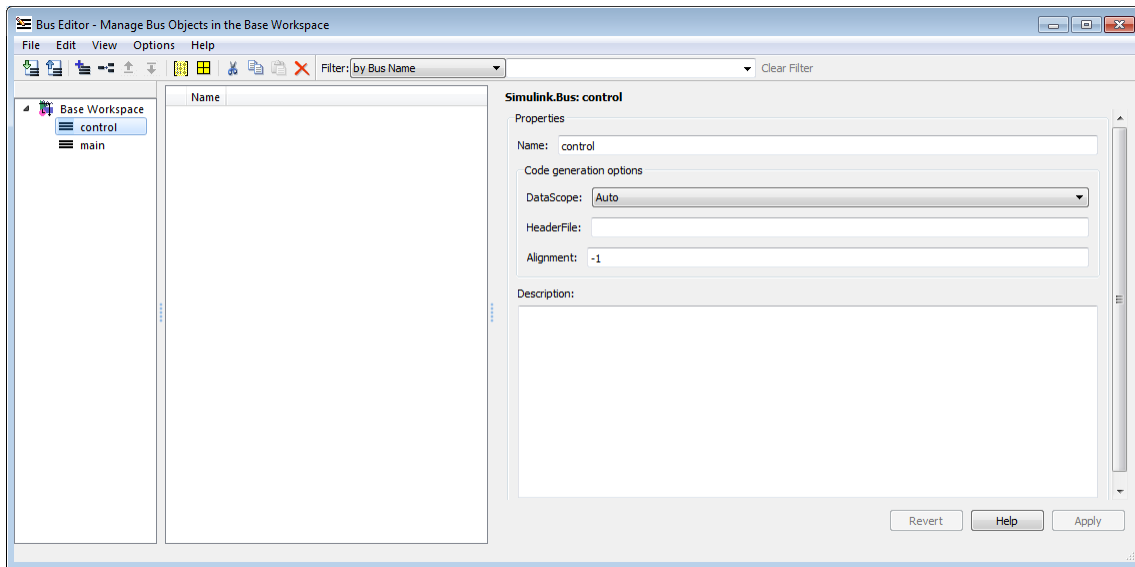 Bus Editor - Manage Bus Objects in the Base Workspace
File Edit View Options Help
Filter: by Bus Name Clear Filter
Name
Base Workspace
control
main
Simulink.Bus: control
Properties
Name: control
Code generation options
DataScope: Auto
HeaderFile:
Alignment: -1
Description:
Revert Help Apply